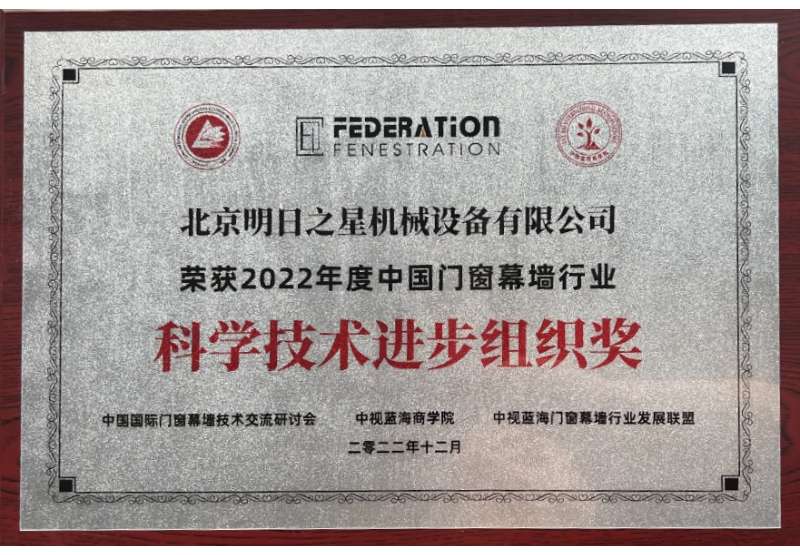 FEDERATION
FENESTRATION
北京明日之星机械设备有限公司
荣获2022年度中国门窗幕墙行业
科学技术进步组织奖
中国国际门窗幕墙技术交流研讨会 中视蓝海商学院 中视蓝海门窗幕墙行业发展联盟
二零二二年十二月